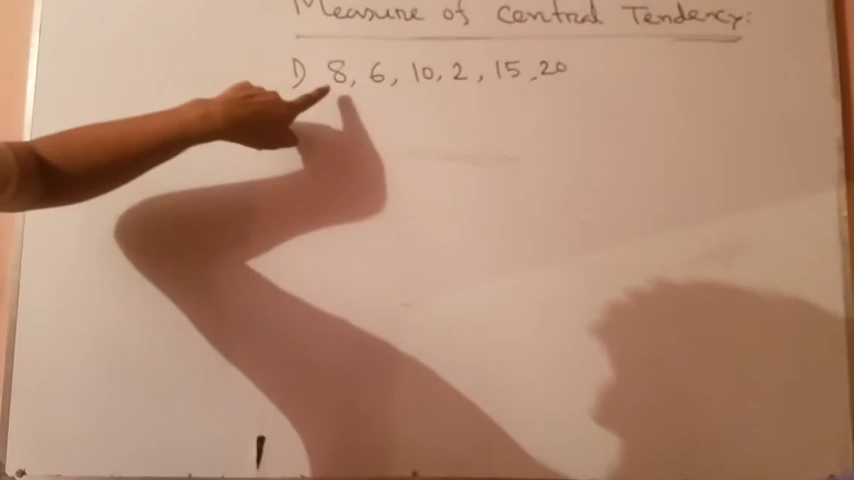 Measure of Central Tendency:
1) 8, 6, 10, 2, 15, 20